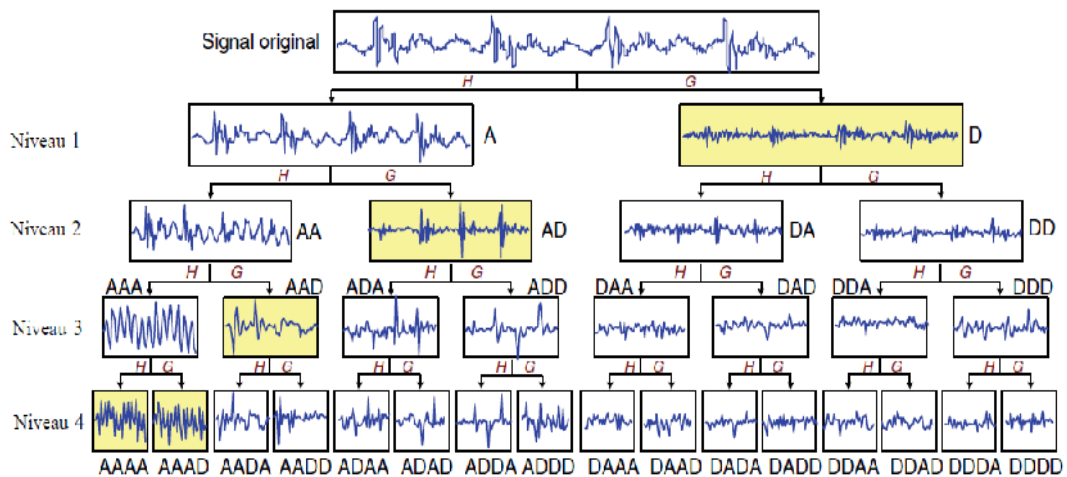 Signal original
H G
Niveau 1 A D
H G H G
Niveau 2 AA AD DA DD
H G H G H G H G
AAA AAD ADA ADD DAA DAD DDA DDD
Niveau 3
H G H G H G H G H G H G H G H G
Niveau 4
AAAA AAAD AADA AADD ADAA ADAD ADDA ADDD DAAA DAAD DADA DADD DDAA DDAD DDDA DDDD